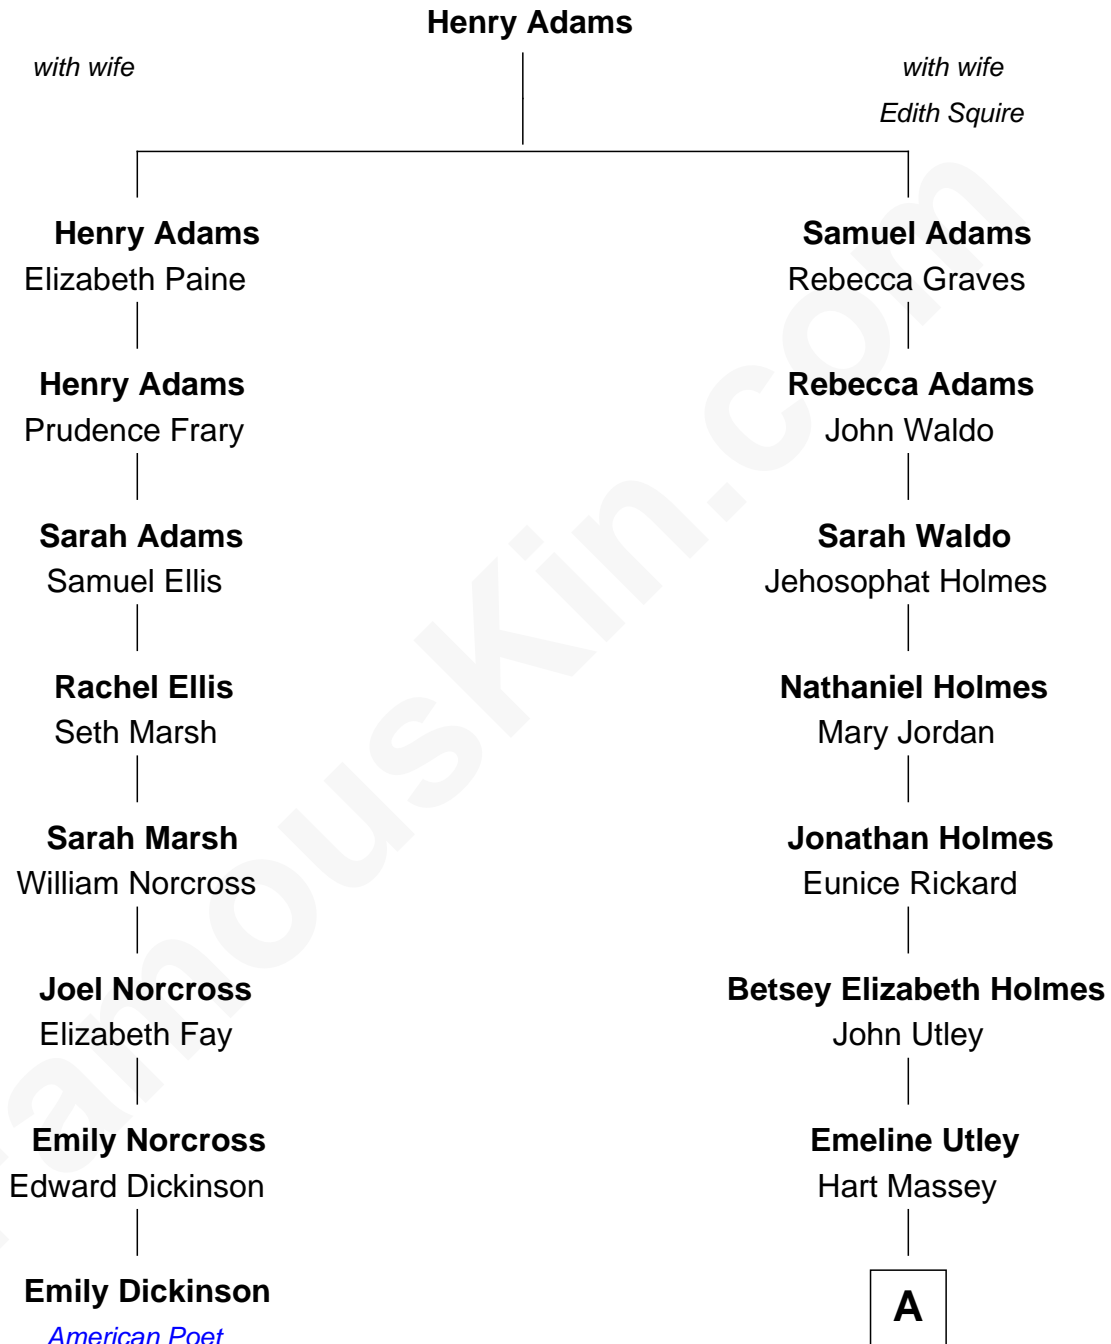 Henry Adams
with wife
with wife
Edith Squire
Henry Adams
Elizabeth Paine
Samuel Adams
Rebecca Graves
Henry Adams
Prudence Frary
Rebecca Adams
John Waldo
Sarah Adams
Samuel Ellis
Sarah Waldo
Jehosophat Holmes
Rachel Ellis
Seth Marsh
Nathaniel Holmes
Mary Jordan
Sarah Marsh
William Norcross
Jonathan Holmes
Eunice Rickard
Joel Norcross
Elizabeth Fay
Betsey Elizabeth Holmes
John Utley
Emily Norcross
Edward Dickinson
Emeline Utley
Hart Massey
Emily Dickinson
American Poet
A
FamousKin.com